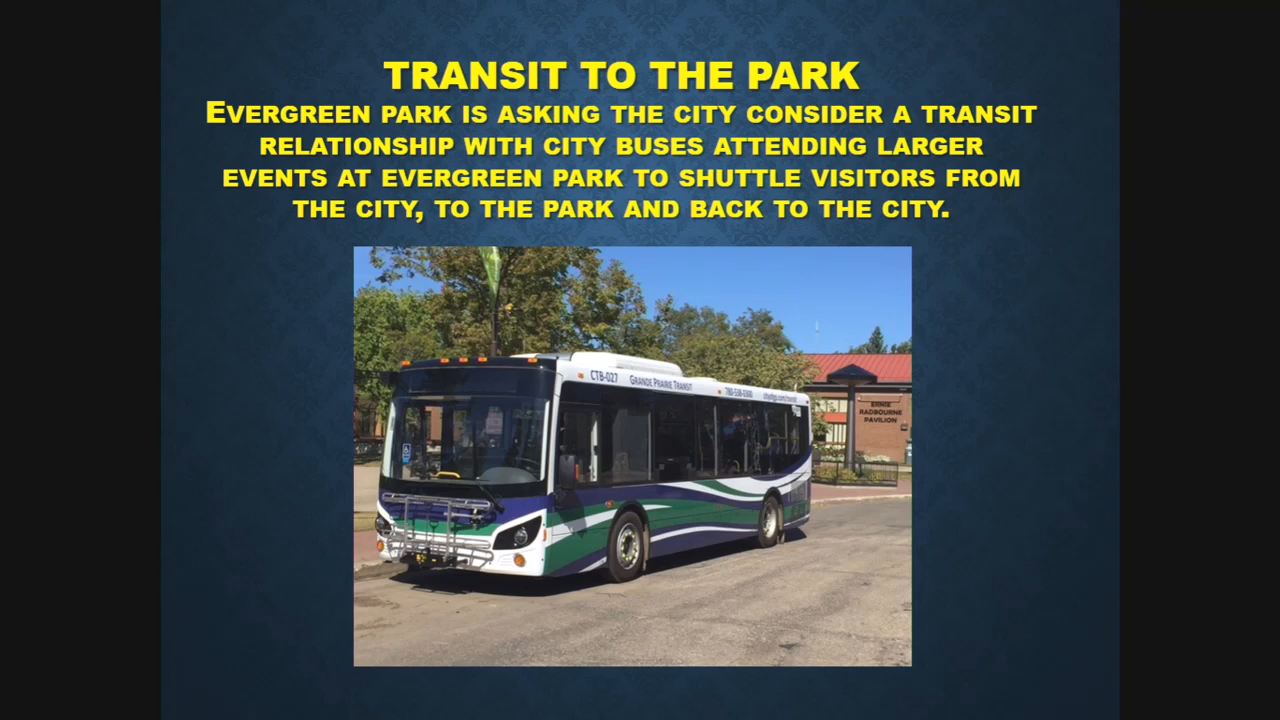 TRANSIT TO THE PARK
EVERGREEN PARK IS ASKING THE CITY CONSIDER A TRANSIT
RELATIONSHIP WITH CITY BUSES ATTENDING LARGER
EVENTS AT EVERGREEN PARK TO SHUTTLE VISITORS FROM
THE CITY, TO THE PARK AND BACK TO THE CITY.
CTB-027 GRANDE PRAIRIE TRANSIT
ERNIE
RADBOURNE
PAVILION